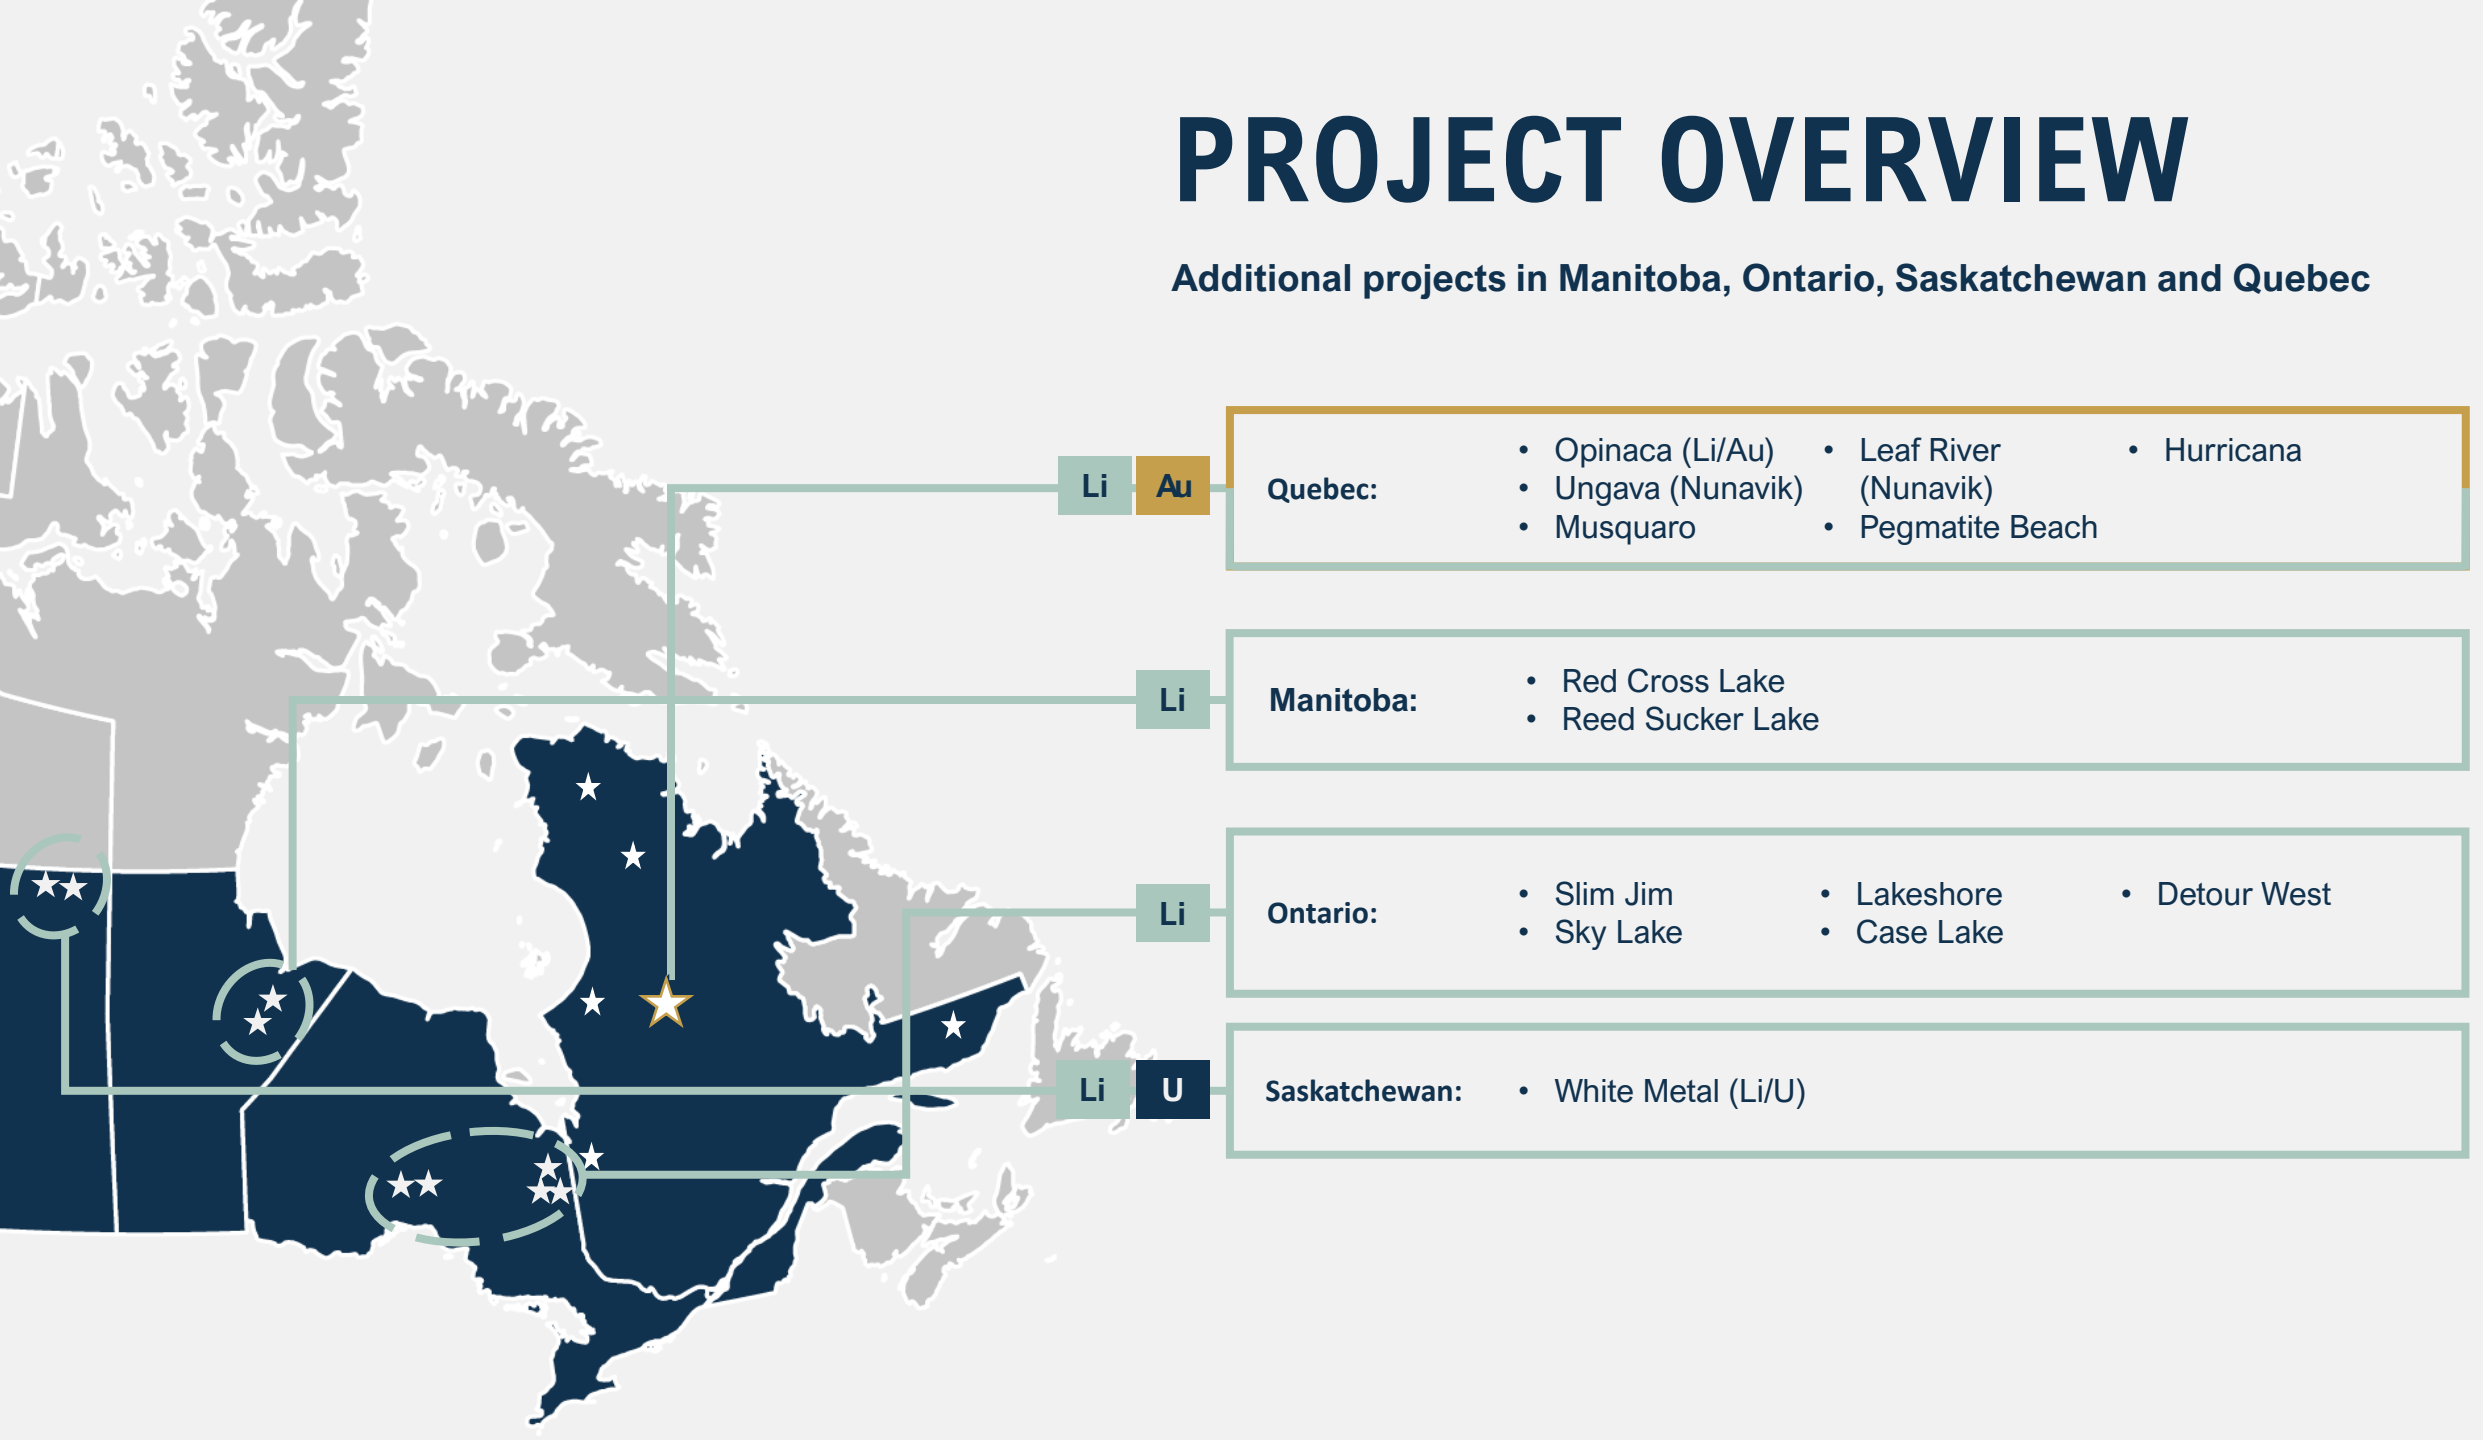 PROJECT OVERVIEW
Additional projects in Manitoba, Ontario, Saskatchewan and Quebec
Li Au
Quebec:
• Opinaca (Li/Au)
• Ungava (Nunavik)
• Musquaro
• Leaf River
(Nunavik)
• Pegmatite Beach
• Hurricana
Li
Manitoba:
• Red Cross Lake
• Reed Sucker Lake
Li
Ontario:
• Slim Jim
• Sky Lake
• Lakeshore
• Case Lake
• Detour West
Li U
Saskatchewan:
• White Metal (Li/U)